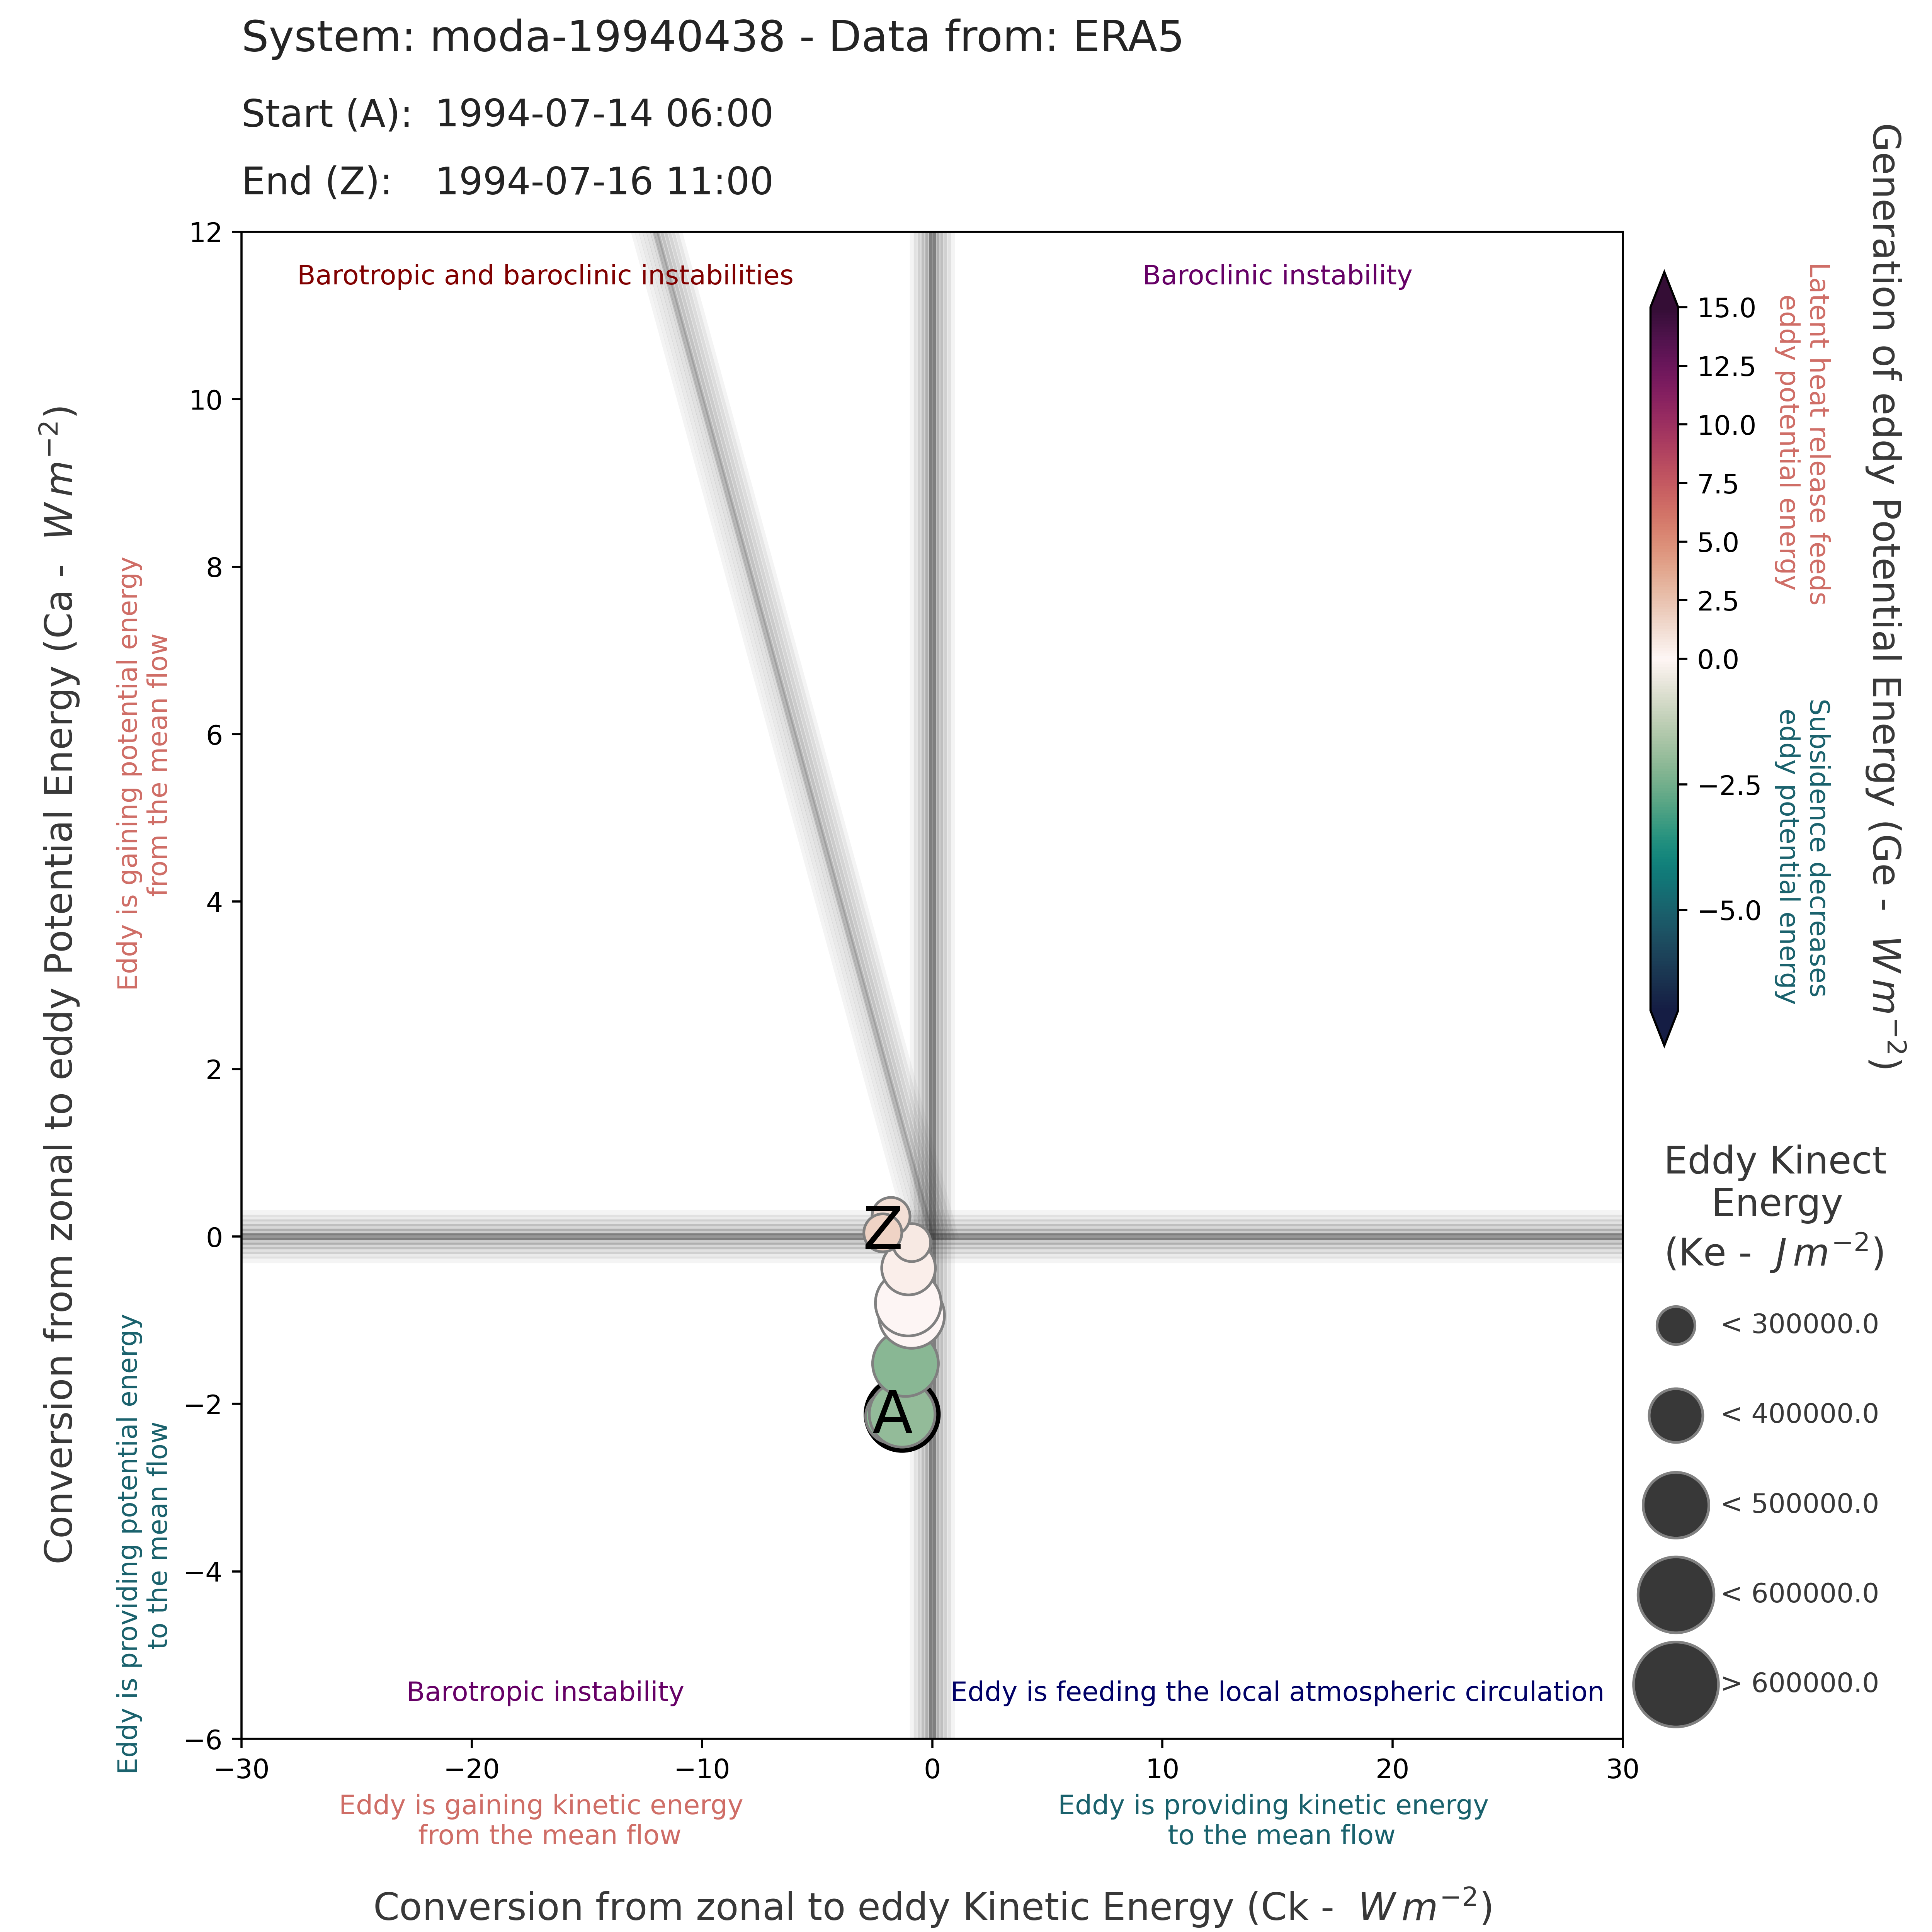 System: moda-19940438 - Data from: ERA5
Start (A): 1994-07-14 06:00
End (Z): 1994-07-16 11:00
Barotropic and baroclinic instabilities
Baroclinic instability
Barotropic instability
Eddy is feeding the local atmospheric circulation
Z
A
12
10
8
6
4
2
0
−2
−4
−6
−30
−20
−10
0
10
20
30
Conversion from zonal to eddy Potential Energy (Ca - W m⁻²)
Eddy is gaining potential energy
from the mean flow
Eddy is providing potential energy
to the mean flow
Eddy is gaining kinetic energy
from the mean flow
Eddy is providing kinetic energy
to the mean flow
Conversion from zonal to eddy Kinetic Energy (Ck - W m⁻²)
15.0
12.5
10.0
7.5
5.0
2.5
0.0
−2.5
−5.0
Latent heat release feeds
eddy potential energy
Subsidence decreases
eddy potential energy
Generation of eddy Potential Energy (Ge - W m⁻²)
Eddy Kinect
Energy
(Ke - J m⁻²)
< 300000.0
< 400000.0
< 500000.0
< 600000.0
> 600000.0